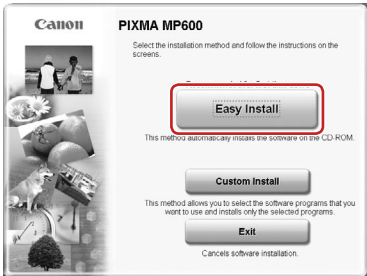 Canon
PIXMA MP600
Select the installation method and follow the instructions on the
screens.
Easy Install
This method automatically installs the software on the CD-ROM.
Custom Install
This method allows you to select the software programs that you
want to use and installs only the selected programs.
Exit
Cancels software installation.